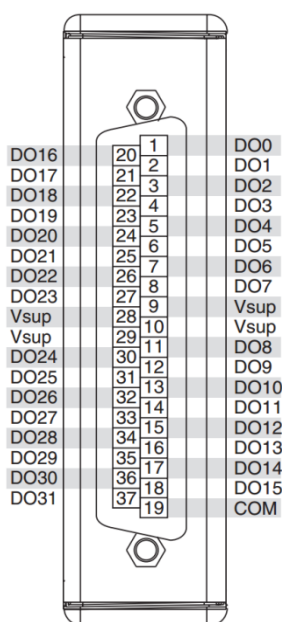 DO16 20
DO17 21
DO18 22
DO19 23
DO20 24
DO21 25
DO22 26
DO23 27
Vsup 28
Vsup 29
DO24 30
DO25 31
DO26 32
DO27 33
DO28 34
DO29 35
DO30 36
DO31 37
1 DO0
2 DO1
3 DO2
4 DO3
5 DO4
6 DO5
7 DO6
8 DO7
9 Vsup
10 Vsup
11 DO8
12 DO9
13 DO10
14 DO11
15 DO12
16 DO13
17 DO14
18 DO15
19 COM